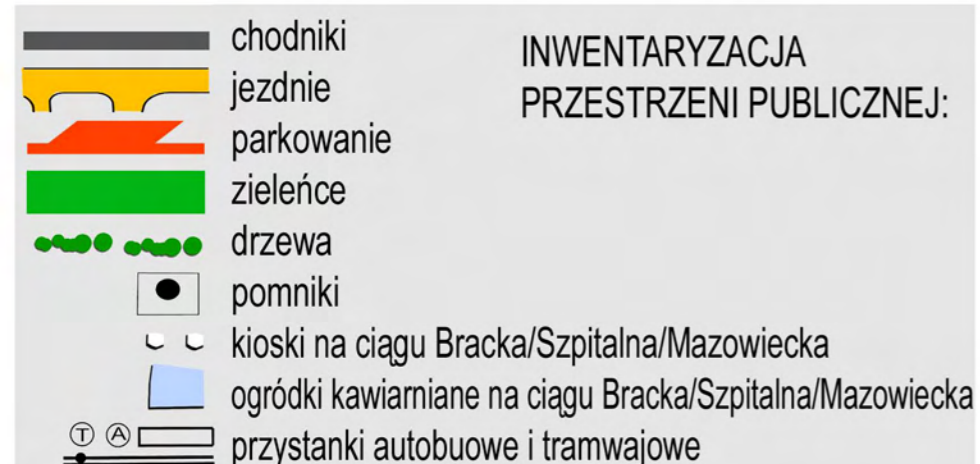 INWENTARYZACJA
PRZESTRZENI PUBLICZNEJ:
chodniki
jezdnie
parkowanie
zieleńce
drzewa
pomniki
kioski na ciągu Bracka/Szpitalna/Mazowiecka
ogródki kawiarniane na ciągu Bracka/Szpitalna/Mazowiecka
T A przystanki autobuowe i tramwajowe